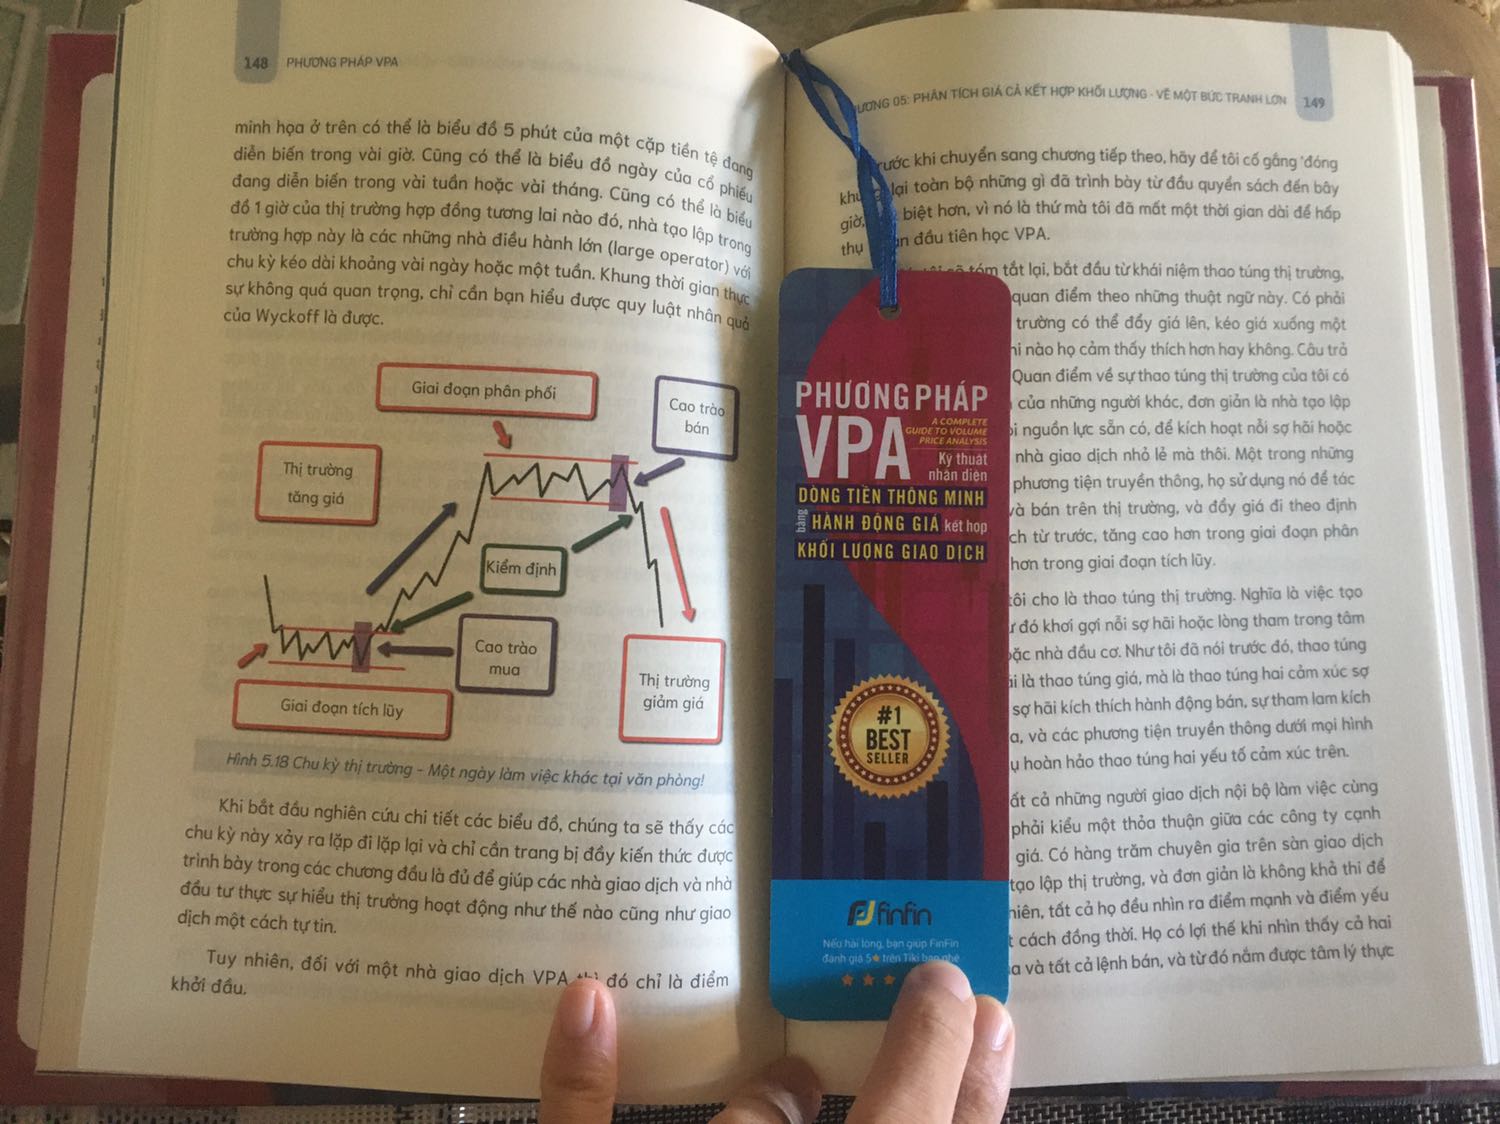 148 PHƯƠNG PHÁP VPA
minh họa ở trên có thể là biểu đồ 5 phút của một cặp tiền tệ đang
diễn biến trong vài giờ. Cũng có thể là biểu đồ ngày của cổ phiếu
đang diễn biến trong vài tuần hoặc vài tháng. Cũng có thể là biểu
đồ 1 giờ của thị trường hợp đồng tương lai nào đó, nhà tạo lập trong
trường hợp này là các những nhà điều hành lớn (large operator) với
chu kỳ kéo dài khoảng vài ngày hoặc một tuần. Khung thời gian thực
sự không quá quan trọng, chỉ cần bạn hiểu được quy luật nhân quả
của Wyckoff là được.
Giai đoạn phân phối
Cao trào
bán
Thị trường
tăng giá
Kiểm định
Cao trào
mua
Thị trường
giảm giá
Giai đoạn tích lũy
Hình 5.18 Chu kỳ thị trường - Một ngày làm việc khác tại văn phòng!
Khi bắt đầu nghiên cứu chi tiết các biểu đồ, chúng ta sẽ thấy các
chu kỳ này xảy ra lặp đi lặp lại và chỉ cần trang bị đầy kiến thức được
trình bày trong các chương đầu là đủ để giúp các nhà giao dịch và nhà
đầu tư thực sự hiểu thị trường hoạt động như thế nào cũng như giao
dịch một cách tự tin.
Tuy nhiên, đối với một nhà giao dịch VPA thì đó chỉ là điểm
khởi đầu.
05: PHÂN TÍCH GIÁ CẢ KẾT HỢP KHỐI LƯỢNG - VẼ MỘT BỨC TRANH LỚN 149
khi chuyển sang chương tiếp theo, hãy để tôi cố gắng 'đóng
lại toàn bộ những gì đã trình bày từ đầu quyển sách đến bây
giờ, biệt hơn, vì nó là thứ mà tôi đã mất một thời gian dài để hấp
thụ đầu tiên học VPA.
tóm tắt lại, bắt đầu từ khái niệm thao túng thị trường,
quan điểm theo những thuật ngữ này. Có phải
trường có thể đẩy giá lên, kéo giá xuống một
nào họ cảm thấy thích hơn hay không. Câu trả
Quan điểm về sự thao túng thị trường của tôi có
của những người khác, đơn giản là nhà tạo lập
nguồn lực sẵn có, để kích hoạt nỗi sợ hãi hoặc
nhà giao dịch nhỏ lẻ mà thôi. Một trong những
phương tiện truyền thông, họ sử dụng nó để tác
và bán trên thị trường, và đẩy giá đi theo định
từ trước, tăng cao hơn trong giai đoạn phân
hơn trong giai đoạn tích lũy.
tôi cho là thao túng thị trường. Nghĩa là việc tạo
đó khơi gợi nỗi sợ hãi hoặc lòng tham trong tâm
hoặc nhà đầu cơ. Như tôi đã nói trước đó, thao túng
là thao túng giá, mà là thao túng hai cảm xúc sợ
sợ hãi kích thích hành động bán, sự tham lam kích
và các phương tiện truyền thông dưới mọi hình
hoàn hảo thao túng hai yếu tố cảm xúc trên.
những người giao dịch nội bộ làm việc cùng
phải kiểu một thỏa thuận giữa các công ty cạnh
giá. Có hàng trăm chuyên gia trên sàn giao dịch
tạo lập thị trường, và đơn giản là không khả thi để
nhiên, tất cả họ đều nhìn ra điểm mạnh và điểm yếu
cách đồng thời. Họ có lợi thế khi nhìn thấy cả hai
và tất cả lệnh bán, và từ đó nắm được tâm lý thực
PHƯƠNG PHÁP
VPA
A COMPLETE
GUIDE TO VOLUME
PRICE ANALYSIS
Kỹ thuật
nhận diện
DÒNG TIỀN THÔNG MINH
bằng HÀNH ĐỘNG GIÁ kết hợp
KHỐI LƯỢNG GIAO DỊCH
#1
BEST
SELLER
finfin
Nếu hài lòng, bạn giúp FinFin
đánh giá 5★ trên Tiki bạn nhé